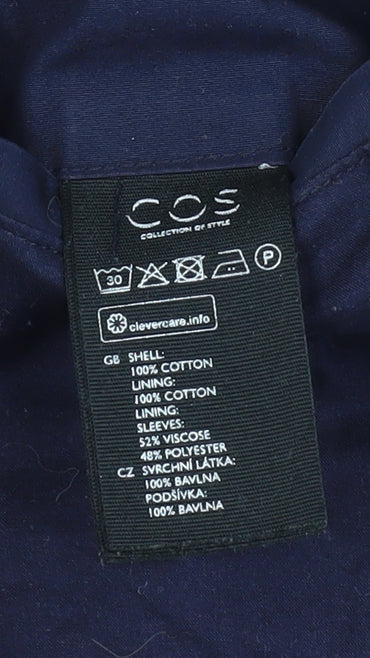 COS
COLLECTION OF STYLE
30
P
clevercare.info
GB SHELL:
100% COTTON
LINING:
100% COTTON
LINING:
SLEEVES:
52% VISCOSE
48% POLYESTER
CZ SVRCHNÍ LÁTKA:
100% BAVLNA
PODŠÍVKA:
100% BAVLNA